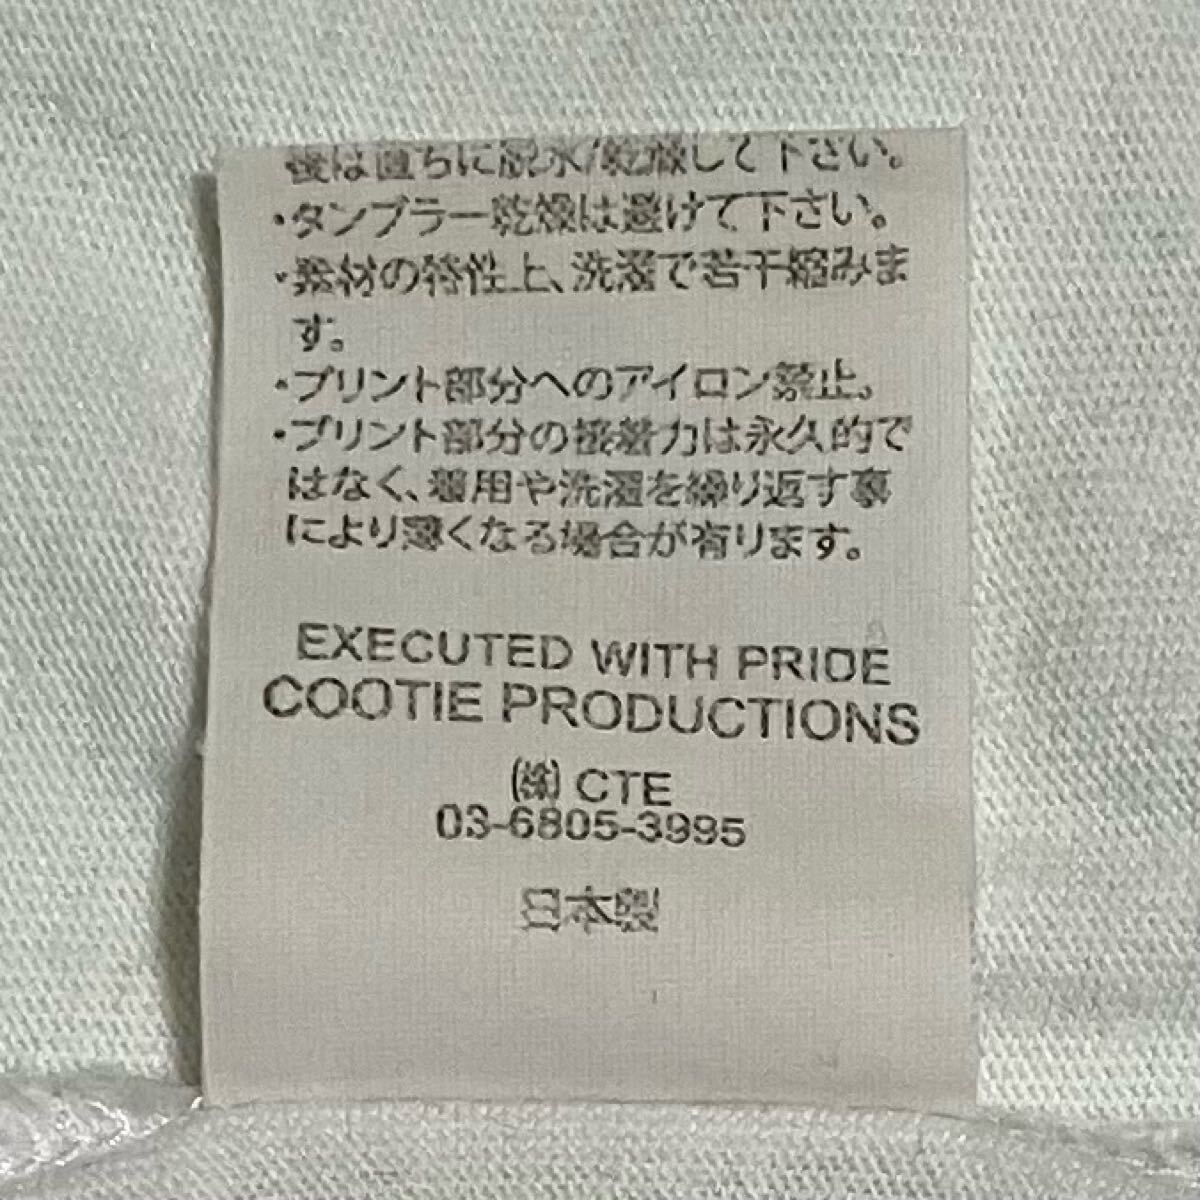 後は直ちに脱水/乾燥して下さい。
・タンブラー乾燥は避けて下さい。
・素材の特性上、洗濯で若干縮みま
す。
・プリント部分へのアイロン禁止。
・プリント部分の接着力は永久的で
はなく、着用や洗濯を繰り返す事
により薄くなる場合が有ります。
EXECUTED WITH PRIDE
COOTIE PRODUCTIONS
㈱ CTE
03-6805-3995
日本製